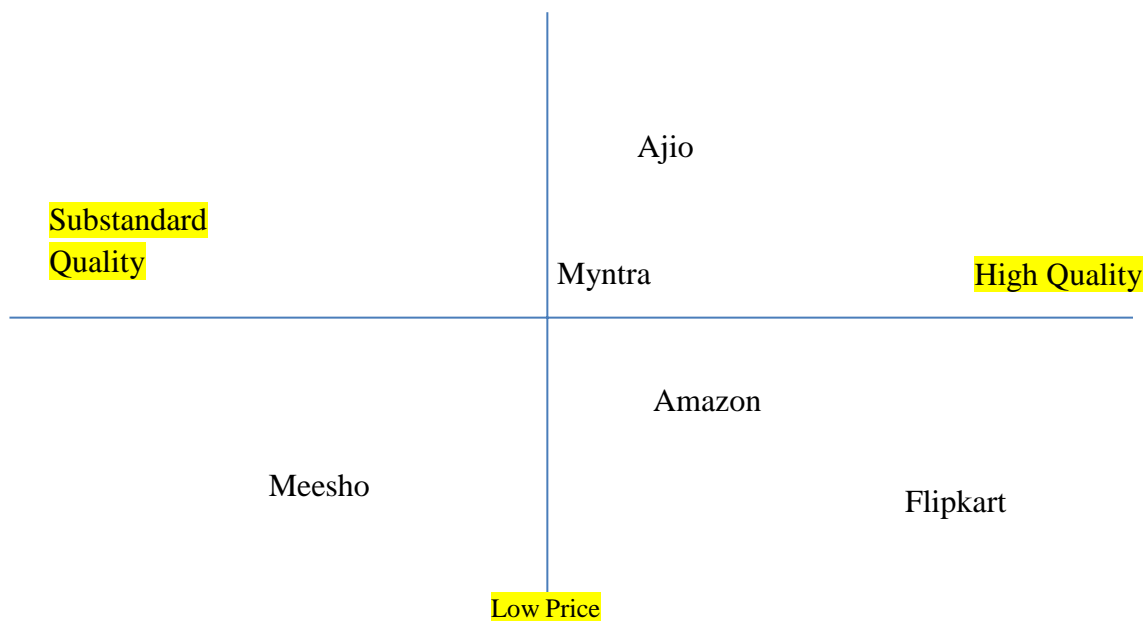 Ajio
Substandard
Quality
Myntra
High Quality
Amazon
Meesho
Flipkart
Low Price